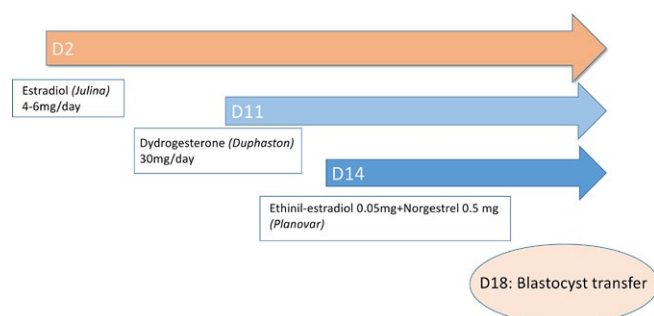 D2
Estradiol (Julina)
4-6mg/day
D11
Dydrogesterone (Duphaston)
30mg/day
D14
Ethinil-estradiol 0.05mg+Norgestrel 0.5 mg
(Planovar)
D18: Blastocyst transfer